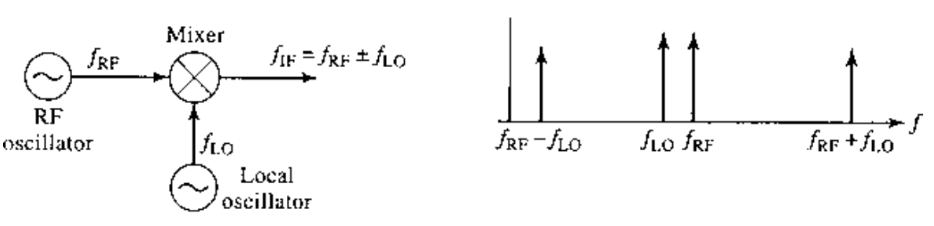 Mixer
f_RF
f_IF = f_RF ± f_LO
RF
oscillator
f_LO
Local
oscillator
f_RF − f_LO
f_LO
f_RF
f_RF + f_LO
f